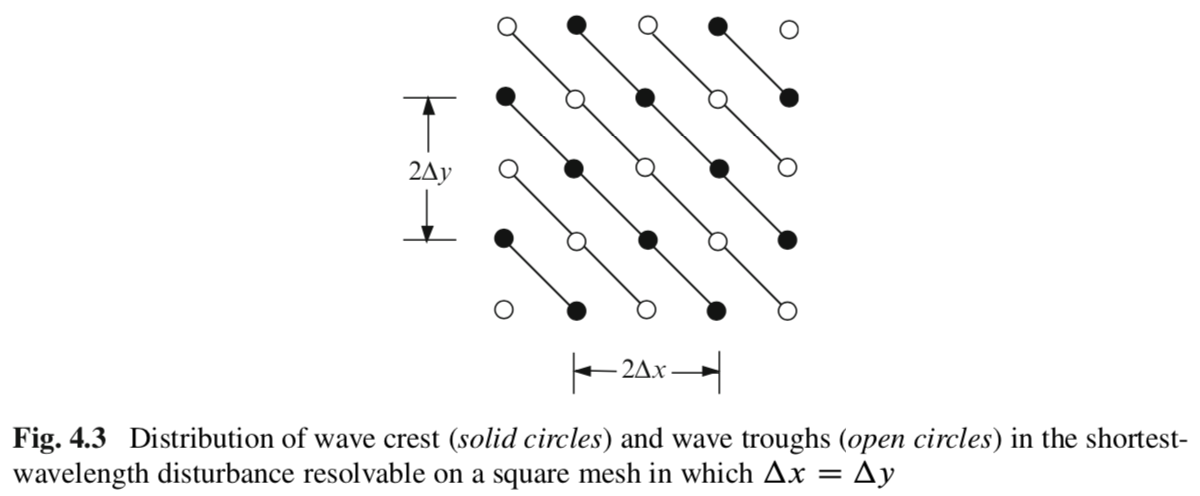 2Δy
2Δx
Fig. 4.3 Distribution of wave crest (solid circles) and wave troughs (open circles) in the shortest-
wavelength disturbance resolvable on a square mesh in which Δx = Δy